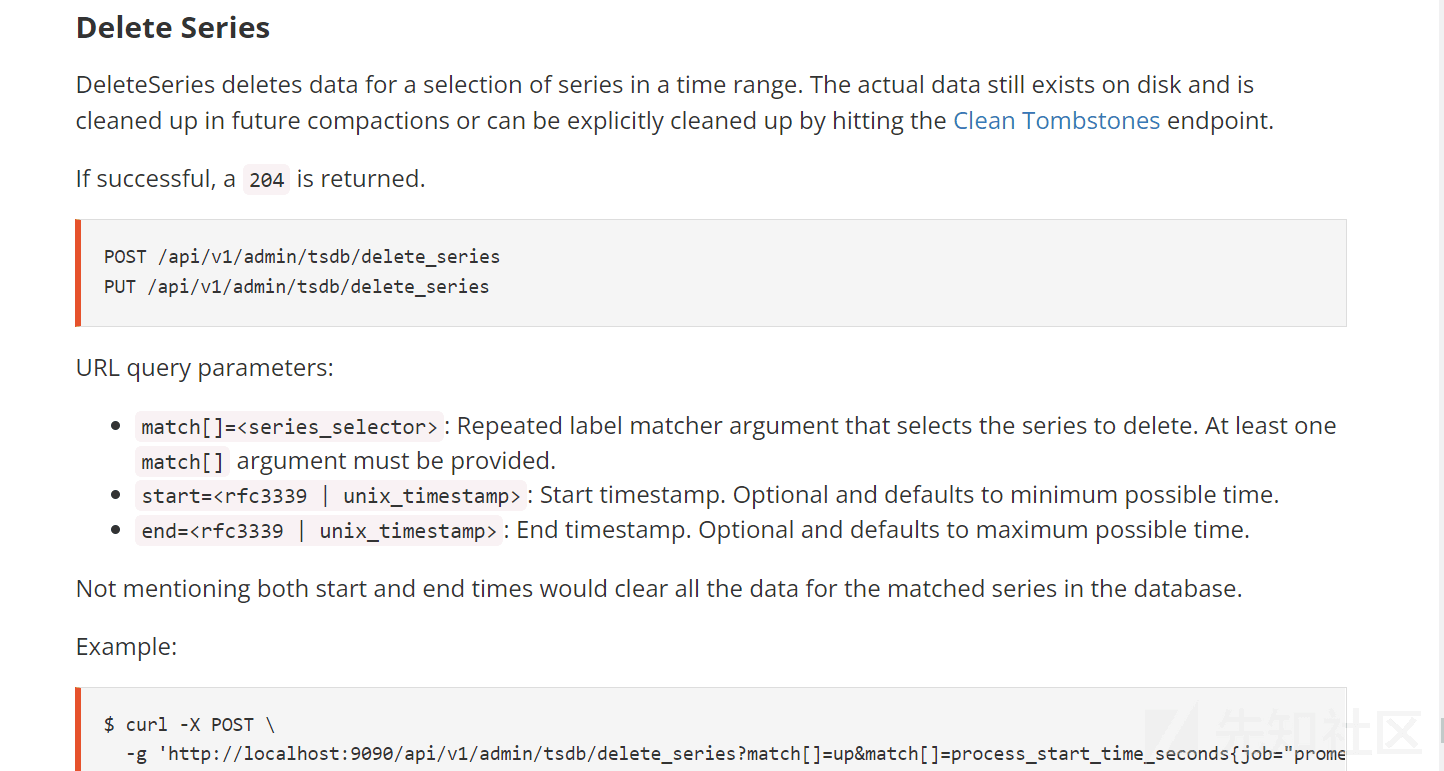 Delete Series
DeleteSeries deletes data for a selection of series in a time range. The actual data still exists on disk and is
cleaned up in future compactions or can be explicitly cleaned up by hitting the Clean Tombstones endpoint.
If successful, a 204 is returned.
POST /api/v1/admin/tsdb/delete_series
PUT /api/v1/admin/tsdb/delete_series
URL query parameters:
match[]=<series_selector>: Repeated label matcher argument that selects the series to delete. At least one
match[] argument must be provided.
start=<rfc3339 | unix_timestamp>: Start timestamp. Optional and defaults to minimum possible time.
end=<rfc3339 | unix_timestamp>: End timestamp. Optional and defaults to maximum possible time.
Not mentioning both start and end times would clear all the data for the matched series in the database.
Example:
$ curl -X POST \
-g 'http://localhost:9090/api/v1/admin/tsdb/delete_series?match[]=up&match[]=process_start_time_seconds{job="prome
先知社区